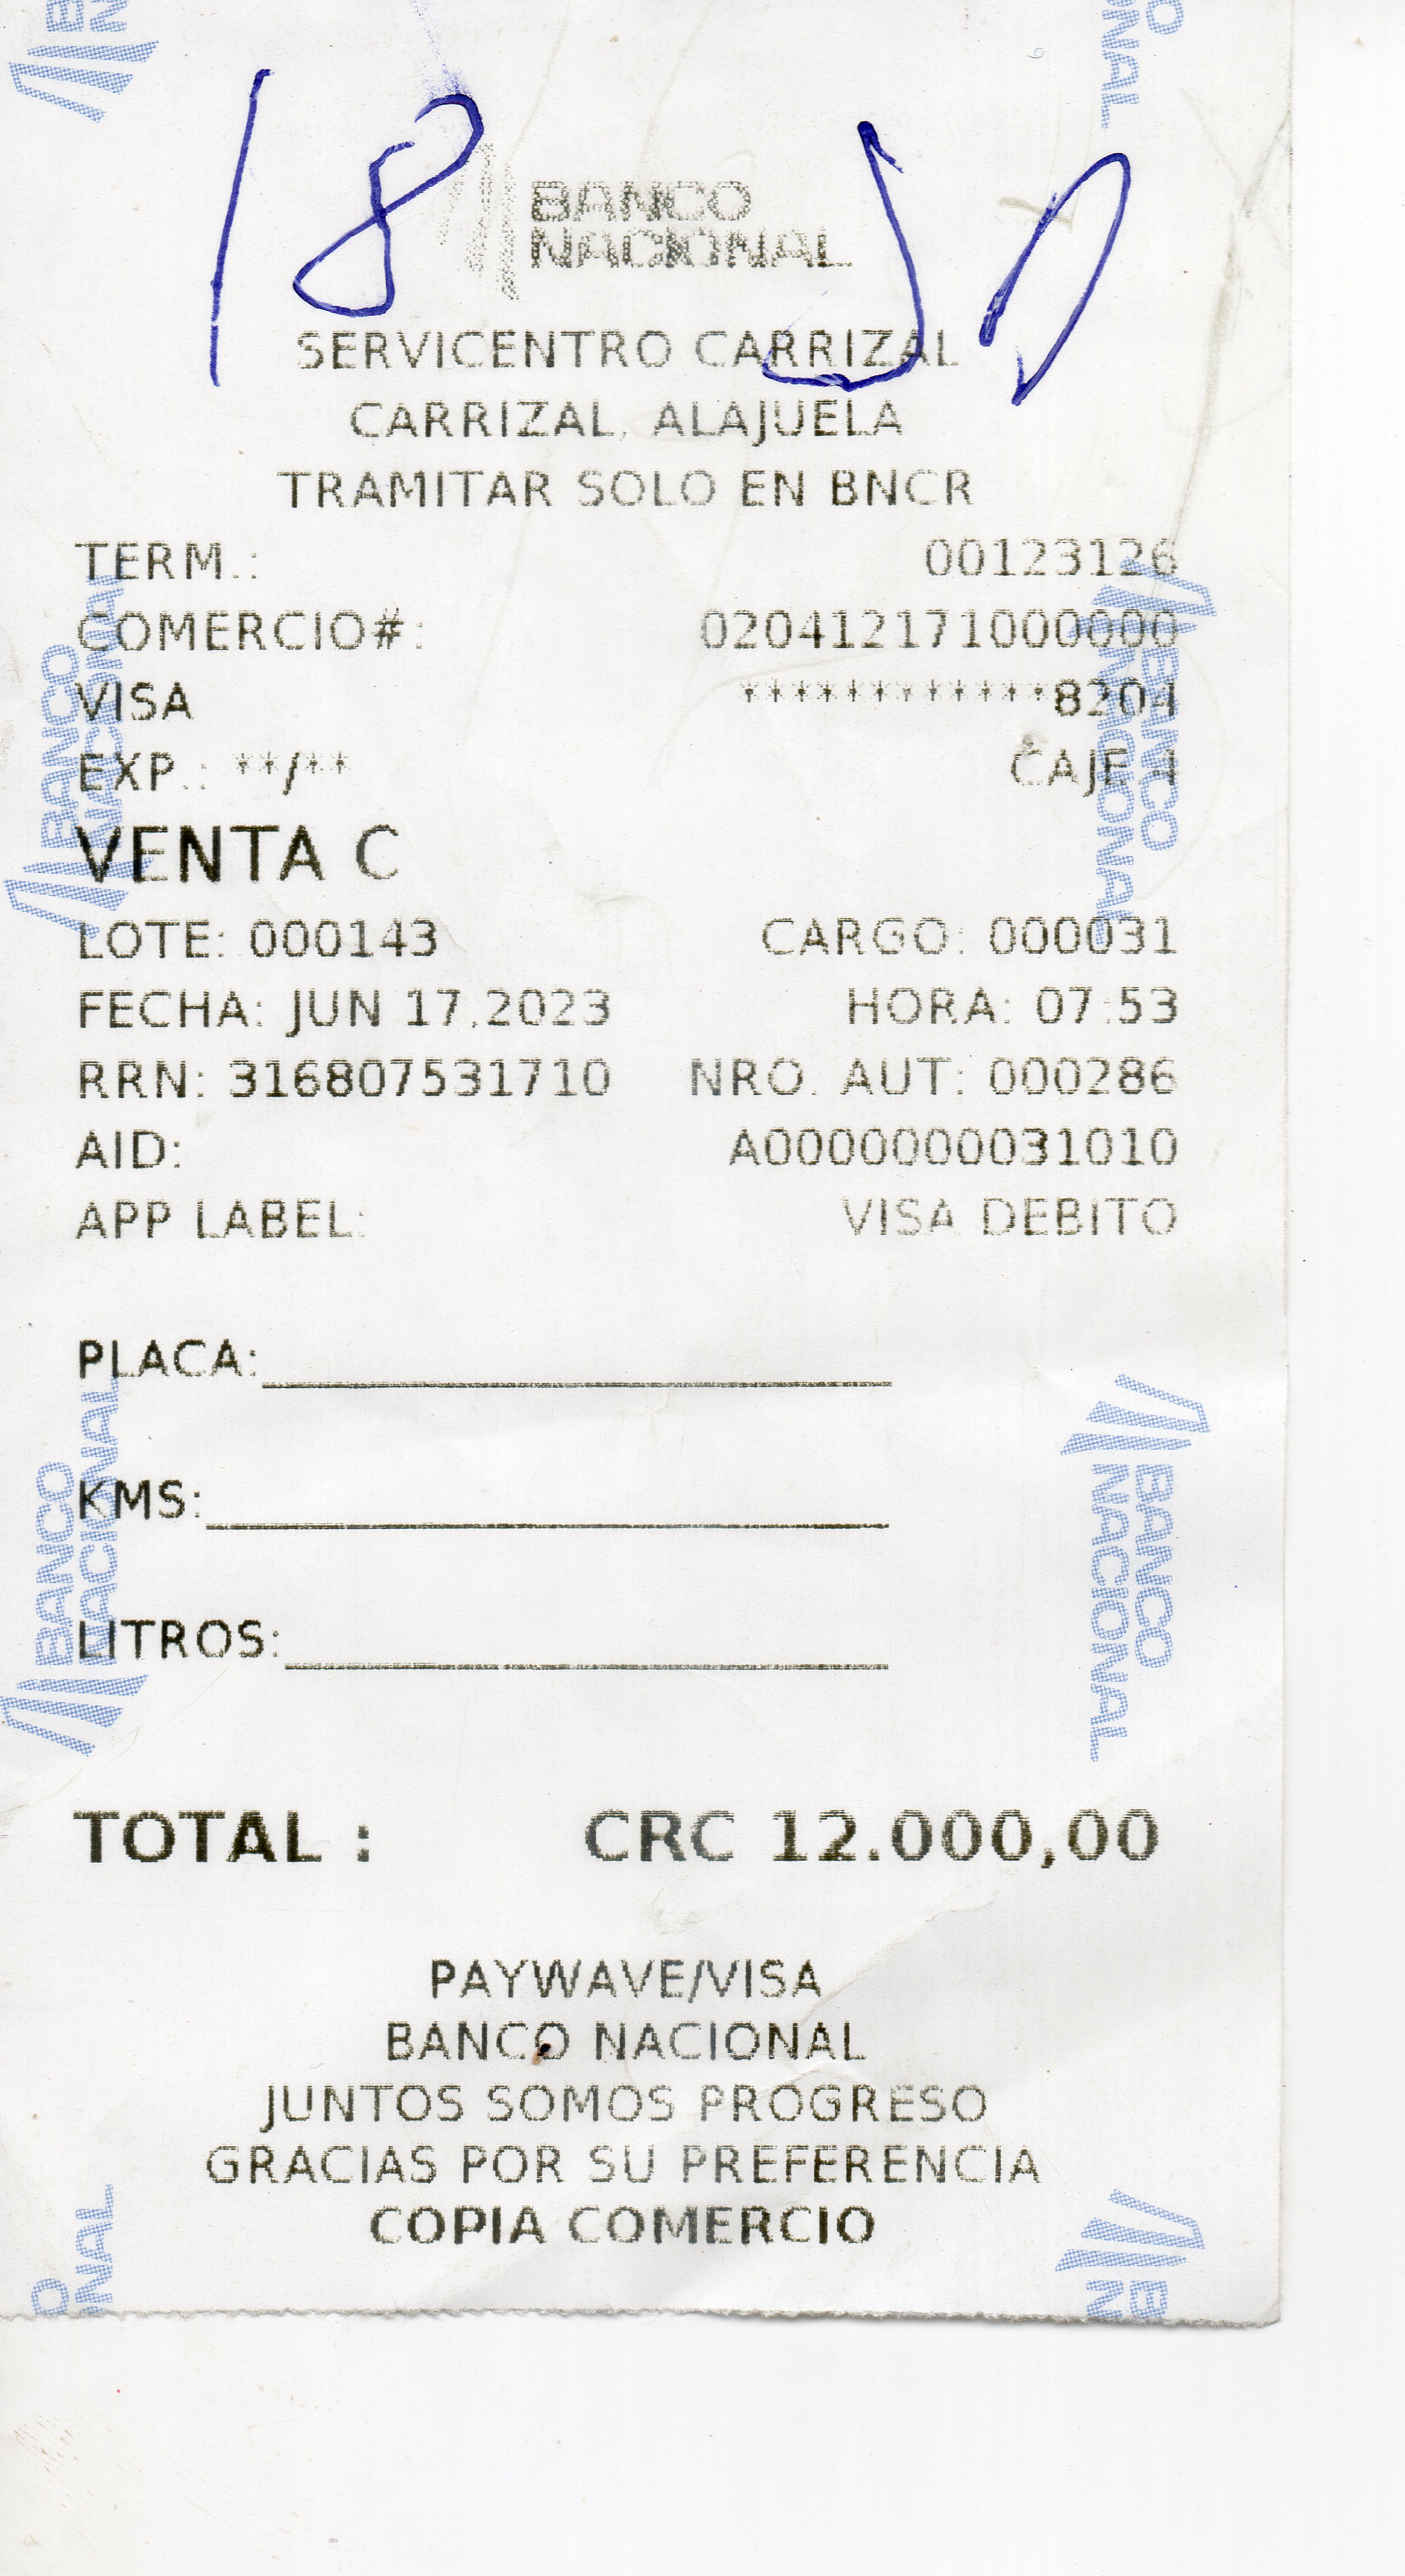 18
BANCO
NACIONAL
SERVICENTRO CARRIZAL
CARRIZAL, ALAJUELA
TRAMITAR SOLO EN BNCR
TERM.: 00123126
COMERCIO#: 020412171000000
VISA ************8204
EXP.: **/**
VENTA C
LOTE: 000143 CARGO: 000031
FECHA: JUN 17,2023 HORA: 07:53
RRN: 316807531710 NRO. AUT: 000286
AID: A0000000031010
APP LABEL: VISA DEBITO
PLACA:
KMS:
LITROS:
TOTAL : CRC 12.000,00
PAYWAVE/VISA
BANCO NACIONAL
JUNTOS SOMOS PROGRESO
GRACIAS POR SU PREFERENCIA
COPIA COMERCIO
BANCO
NACIONAL
BANCO
NACIONAL
BANCO
NACIONAL
BANCO
NACIONAL